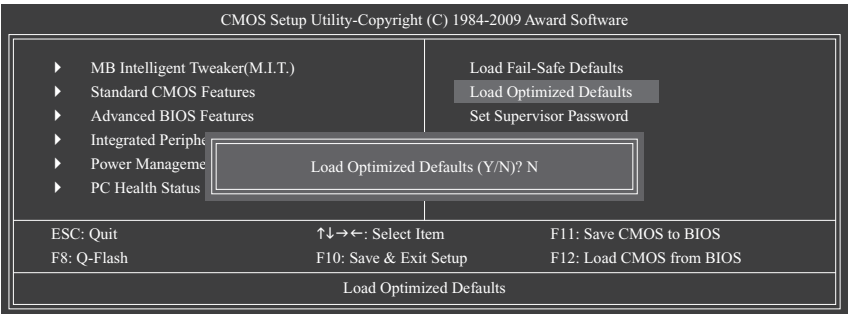 CMOS Setup Utility-Copyright (C) 1984-2009 Award Software
MB Intelligent Tweaker(M.I.T.)
Standard CMOS Features
Advanced BIOS Features
Integrated Periphe
Power Manageme
PC Health Status
Load Fail-Safe Defaults
Load Optimized Defaults
Set Supervisor Password
Load Optimized Defaults (Y/N)? N
ESC: Quit
↑↓→←: Select Item
F11: Save CMOS to BIOS
F8: Q-Flash
F10: Save & Exit Setup
F12: Load CMOS from BIOS
Load Optimized Defaults